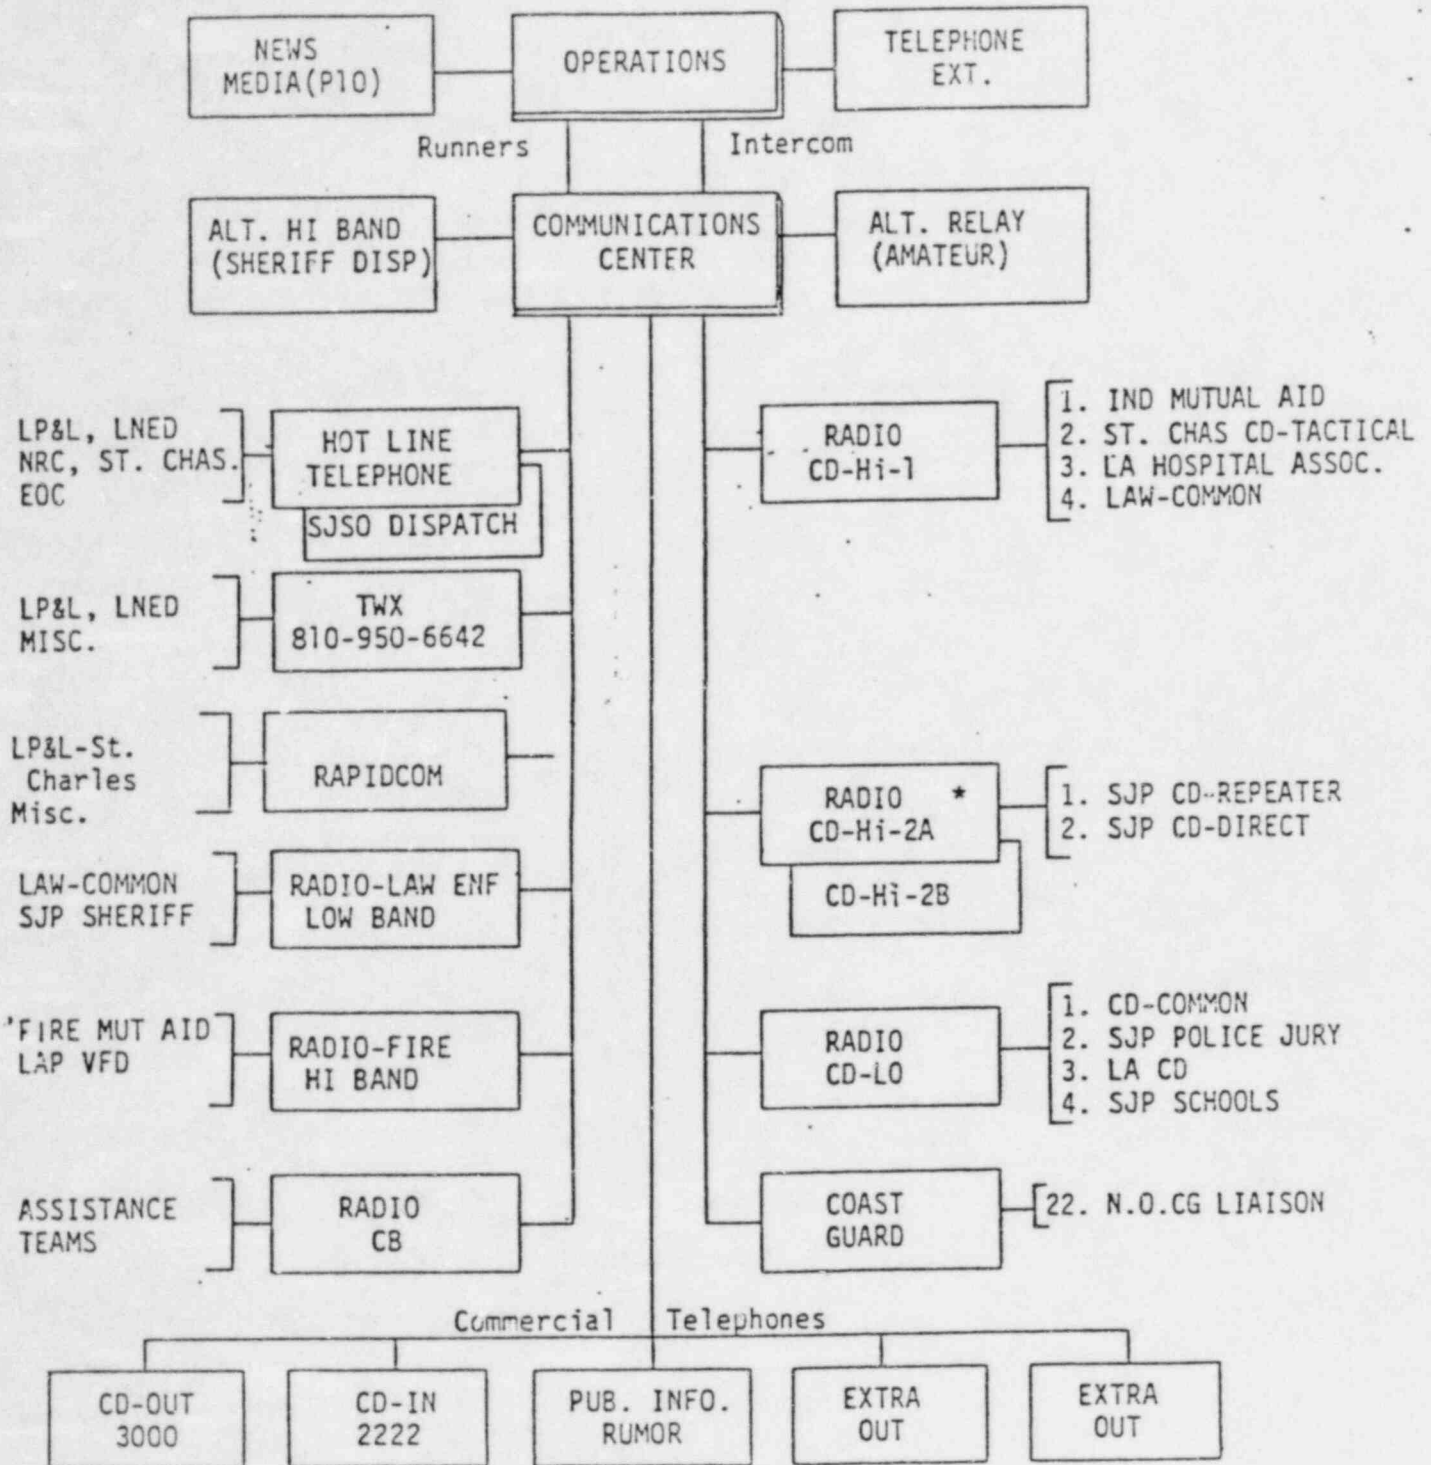 NEWS
MEDIA(P10)
OPERATIONS
TELEPHONE
EXT.
Runners
Intercom
ALT. HI BAND
(SHERIFF DISP)
COMMUNICATIONS
CENTER
ALT. RELAY
(AMATEUR)
LP&L, LNED
NRC, ST. CHAS.
EOC
HOT LINE
TELEPHONE
SJSO DISPATCH
RADIO
CD-Hi-1
1. IND MUTUAL AID
2. ST. CHAS CD-TACTICAL
3. LA HOSPITAL ASSOC.
4. LAW-COMMON
LP&L, LNED
MISC.
TWX
810-950-6642
LP&L-St.
Charles
Misc.
RAPIDCOM
RADIO *
CD-Hi-2A
CD-Hi-2B
1. SJP CD-REPEATER
2. SJP CD-DIRECT
LAW-COMMON
SJP SHERIFF
RADIO-LAW ENF
LOW BAND
'FIRE MUT AID
LAP VFD
RADIO-FIRE
HI BAND
RADIO
CD-LO
1. CD-COMMON
2. SJP POLICE JURY
3. LA CD
4. SJP SCHOOLS
ASSISTANCE
TEAMS
RADIO
CB
COAST
GUARD
22. N.O.CG LIAISON
Commercial Telephones
CD-OUT
3000
CD-IN
2222
PUB. INFO.
RUMOR
EXTRA
OUT
EXTRA
OUT